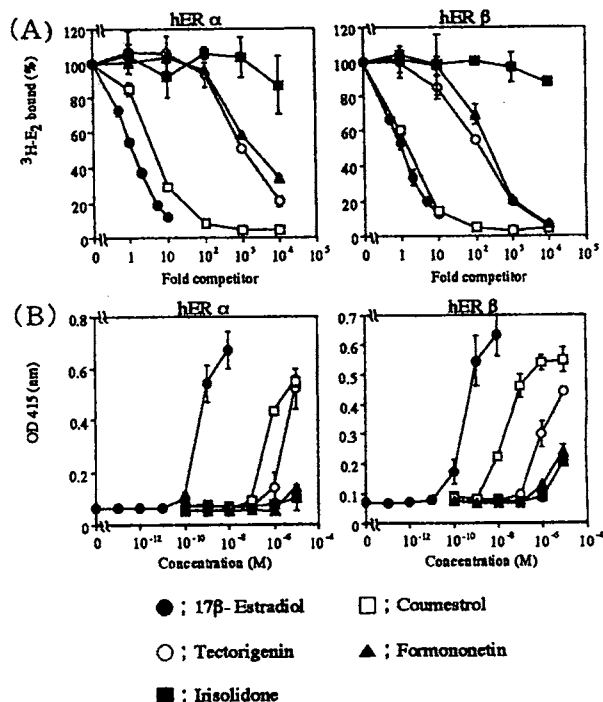 (A)
hER α
hER β
³H-E₂ bound (%)
120
100
80
60
40
20
0
0 1 10 10² 10³ 10⁴ 10⁵
Fold competitor
120
100
80
60
40
20
0
0 1 10 10² 10³ 10⁴ 10⁵
Fold competitor
(B)
hER α
hER β
OD 415 (nm)
0.8
0.6
0.4
0.2
0
0 10⁻¹² 10⁻¹⁰ 10⁻⁸ 10⁻⁶ 10⁻⁴
Concentration (M)
0.7
0.6
0.5
0.4
0.3
0.2
0.1
0
0 10⁻¹² 10⁻¹⁰ 10⁻⁸ 10⁻⁶ 10⁻⁴
Concentration (M)
; 17β-Estradiol
; Coumestrol
; Tectorigenin
; Formononetin
; Irisolidone